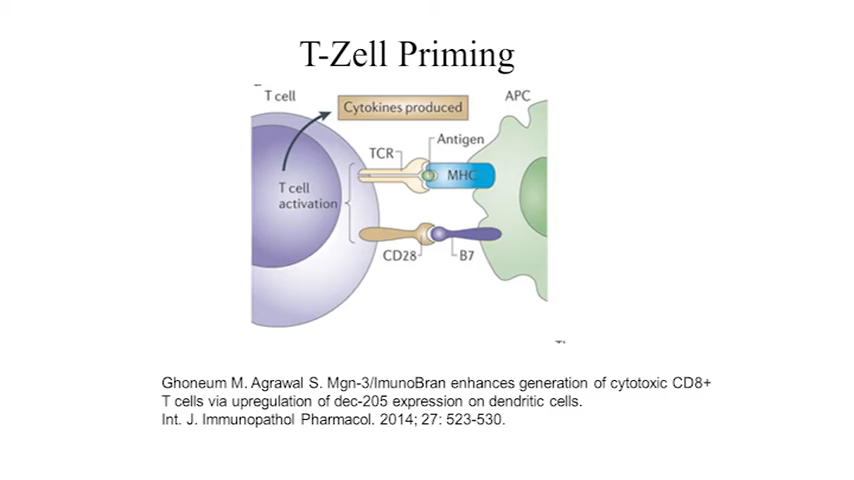 T-Zell Priming
T cell
Cytokines produced
APC
Antigen
TCR
MHC
T cell
activation
CD28
B7
Ghoneum M. Agrawal S. Mgn-3/ImunoBran enhances generation of cytotoxic CD8+
T cells via upregulation of dec-205 expression on dendritic cells.
Int. J. Immunopathol Pharmacol. 2014; 27: 523-530.